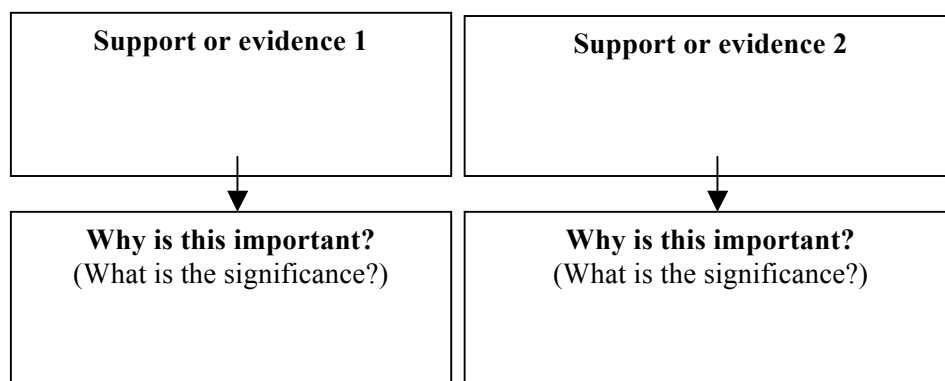 Support or evidence 1
Support or evidence 2
Why is this important?
(What is the significance?)
Why is this important?
(What is the significance?)